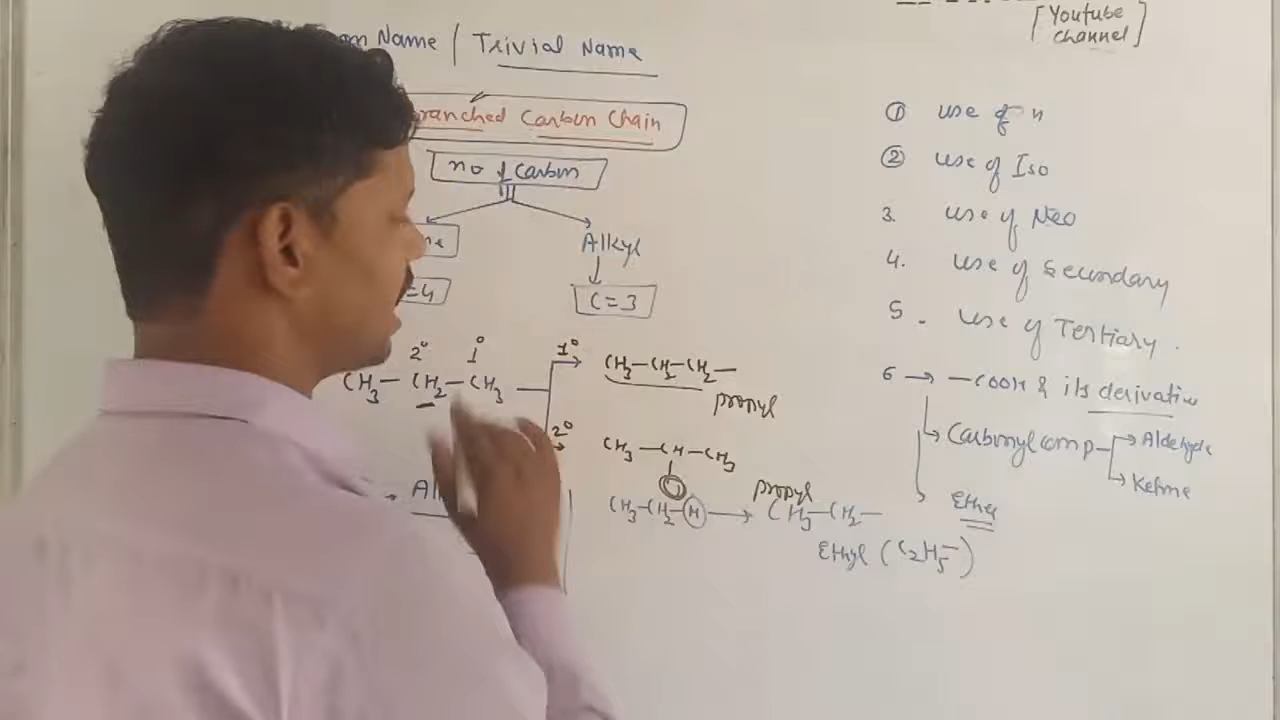 Name / Trivial Name
[Youtube
channel]
Branched Carbon Chain
no of Carbon
Alkyl
=4
C=3
① use of n
② use of Iso
3. use of Neo
4. use of Secundary
5. use of Tertiary.
6 → -COOH & its derivative
Carbonyl comp → Aldehyde
→ Ketone
Ether
2° 1°
CH3-CH2-CH3
1° CH3-CH2-CH2-
propyl
2° CH3-CH-CH3
propyl
CH3-CH2-H → CH3-CH2-
Ethyl (C2H5-)